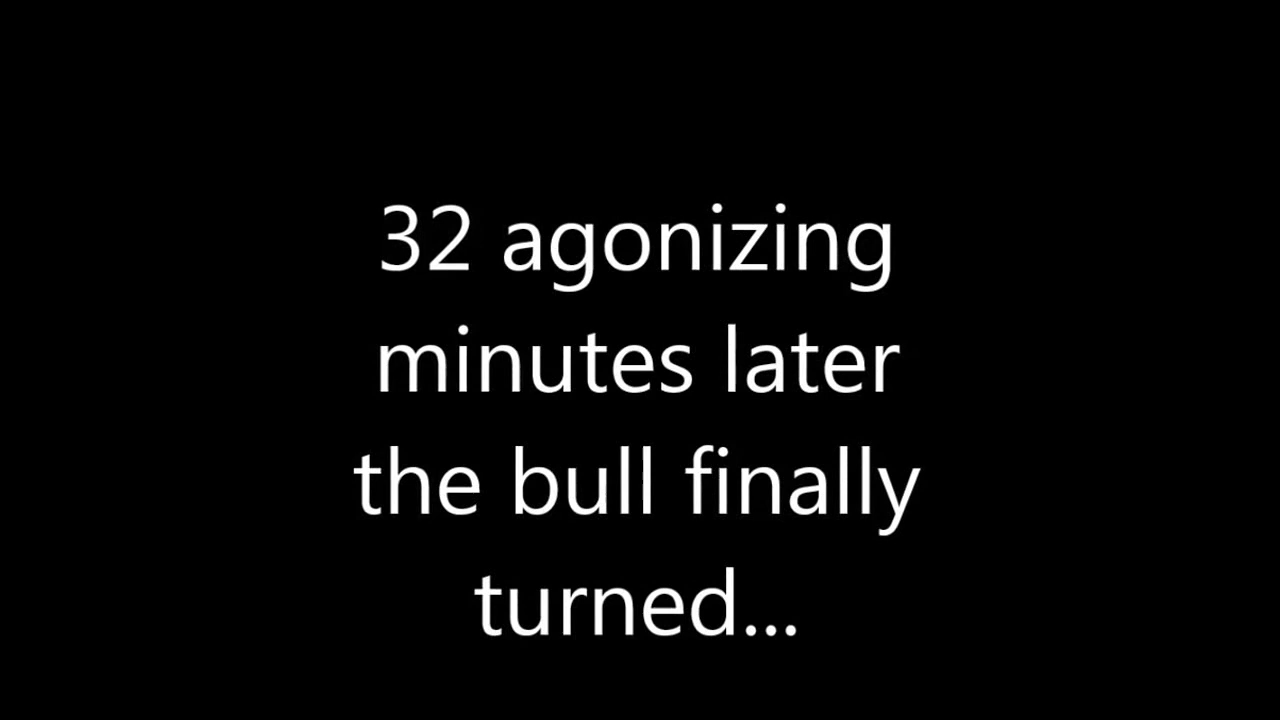 32 agonizing
minutes later
the bull finally
turned...